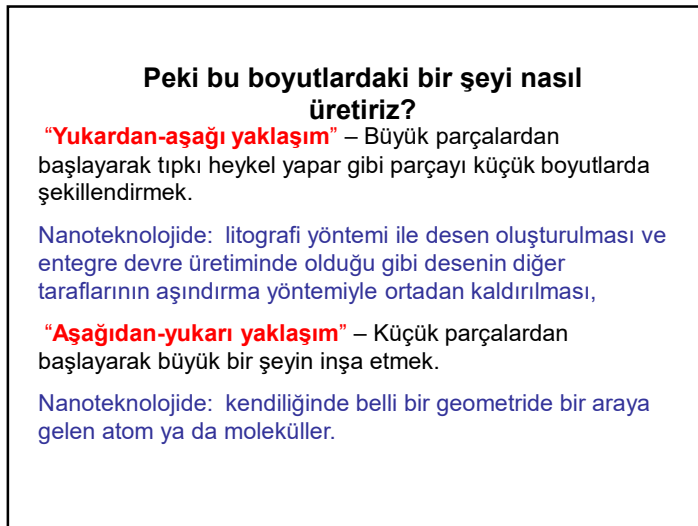 Peki bu boyutlardaki bir şeyi nasıl
üretiriz?
“Yukardan-aşağı yaklaşım” – Büyük parçalardan
başlayarak tıpkı heykel yapar gibi parçayı küçük boyutlarda
şekillendirmek.
Nanoteknolojide: litografi yöntemi ile desen oluşturulması ve
entegre devre üretiminde olduğu gibi desenin diğer
taraflarının aşındırma yöntemiyle ortadan kaldırılması,
“Aşağıdan-yukarı yaklaşım” – Küçük parçalardan
başlayarak büyük bir şeyin inşa etmek.
Nanoteknolojide: kendiliğinde belli bir geometride bir araya
gelen atom ya da moleküller.